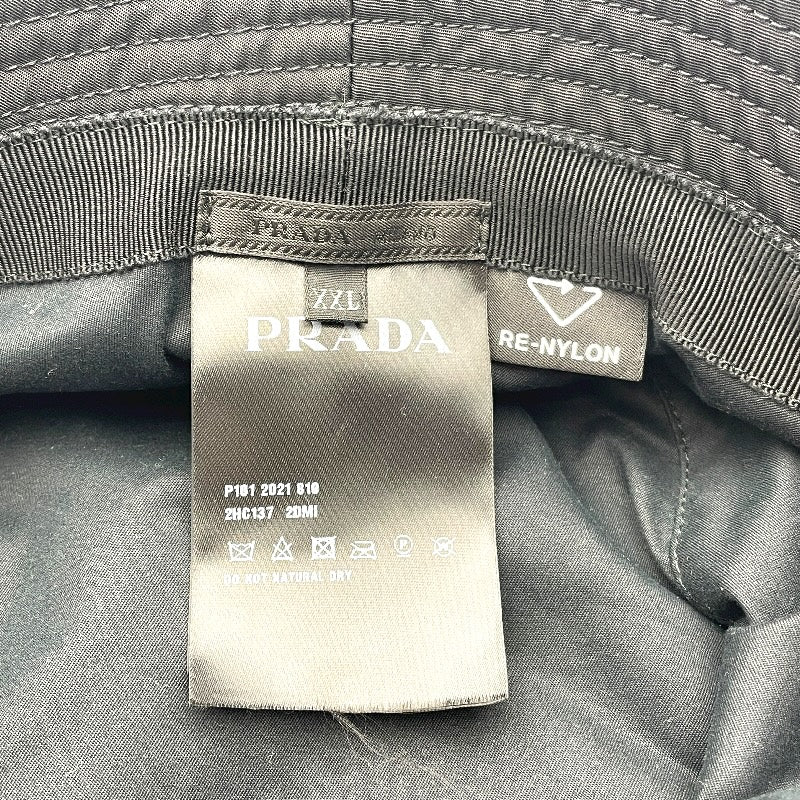 PRADA
XXL
PRADA
RE-NYLON
P181 2021 810
2HC137 2DMI
P
DO NOT NATURAL DRY